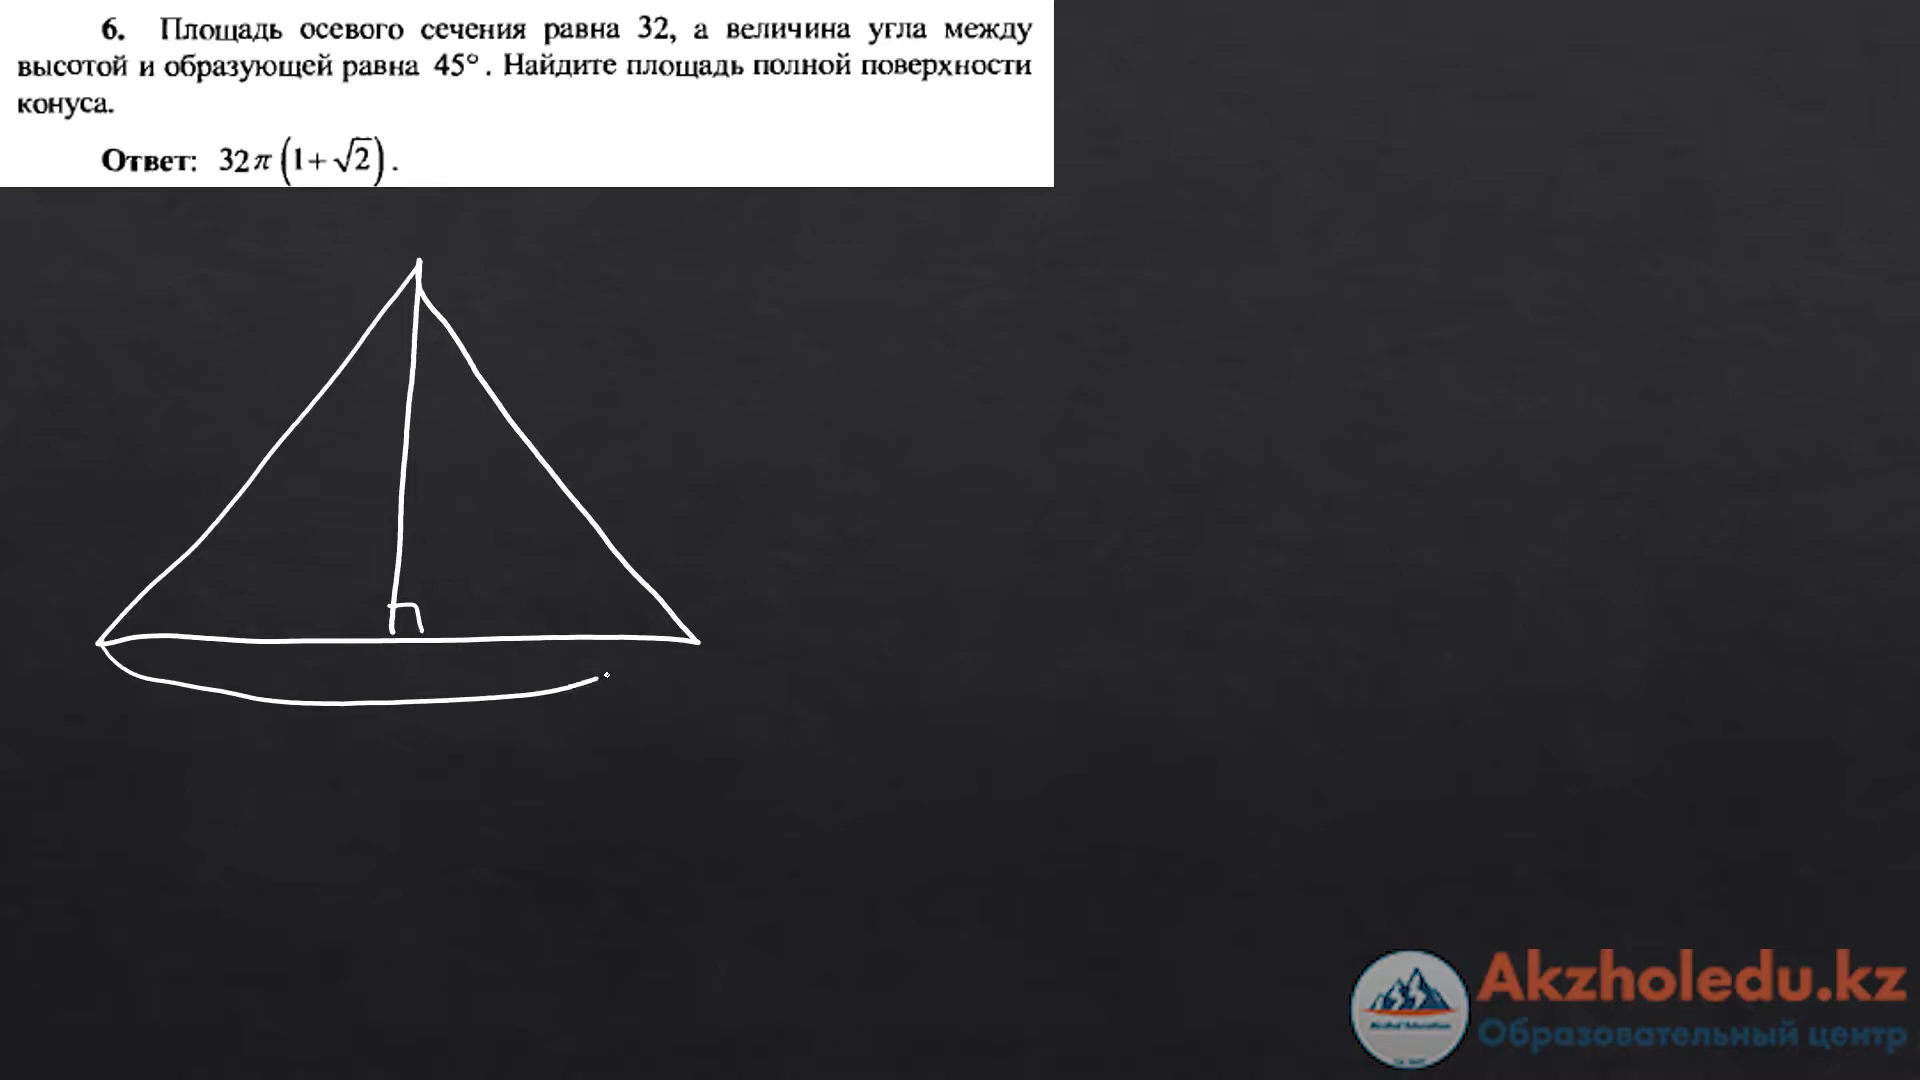 6. Площадь осевого сечения равна 32, а величина угла между
высотой и образующей равна 45°. Найдите площадь полной поверхности
конуса.
Ответ: 32π(1+√2).
Akzholedu.kz
Образовательный центр